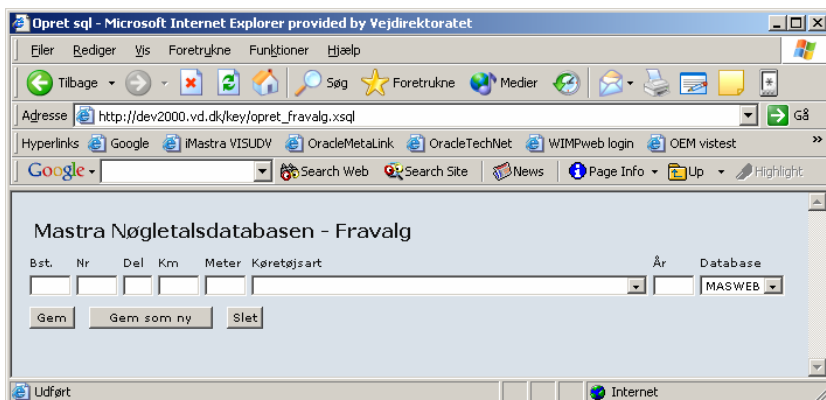 Opret sql - Microsoft Internet Explorer provided by Vejdirektoratet
Filer Rediger Vis Foretrukne Funktioner Hjælp
Tilbage Søg Foretrukne Medier
Adresse http://dev2000.vd.dk/key/opret_fravalg.xsql Gå
Hyperlinks Google iMastra VISUDV OracleMetaLink OracleTechNet WIMPweb login OEM vistest »
Google Search Web Search Site News Page Info Up Highlight
Mastra Nøgletalsdatabasen - Fravalg
Bst. Nr Del Km Meter Køretøjsart År Database
MASWEB
Gem Gem som ny Slet
Udført Internet